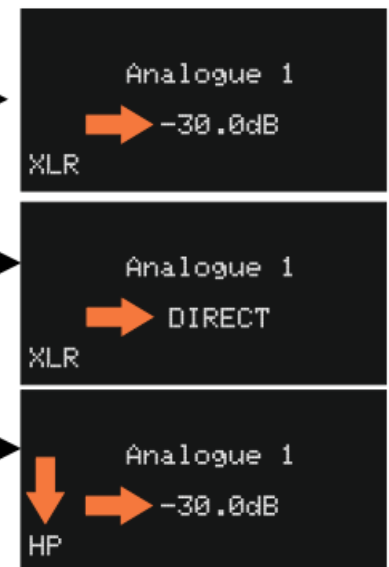 Analogue 1
-30.0dB
XLR
Analogue 1
DIRECT
XLR
Analogue 1
-30.0dB
HP